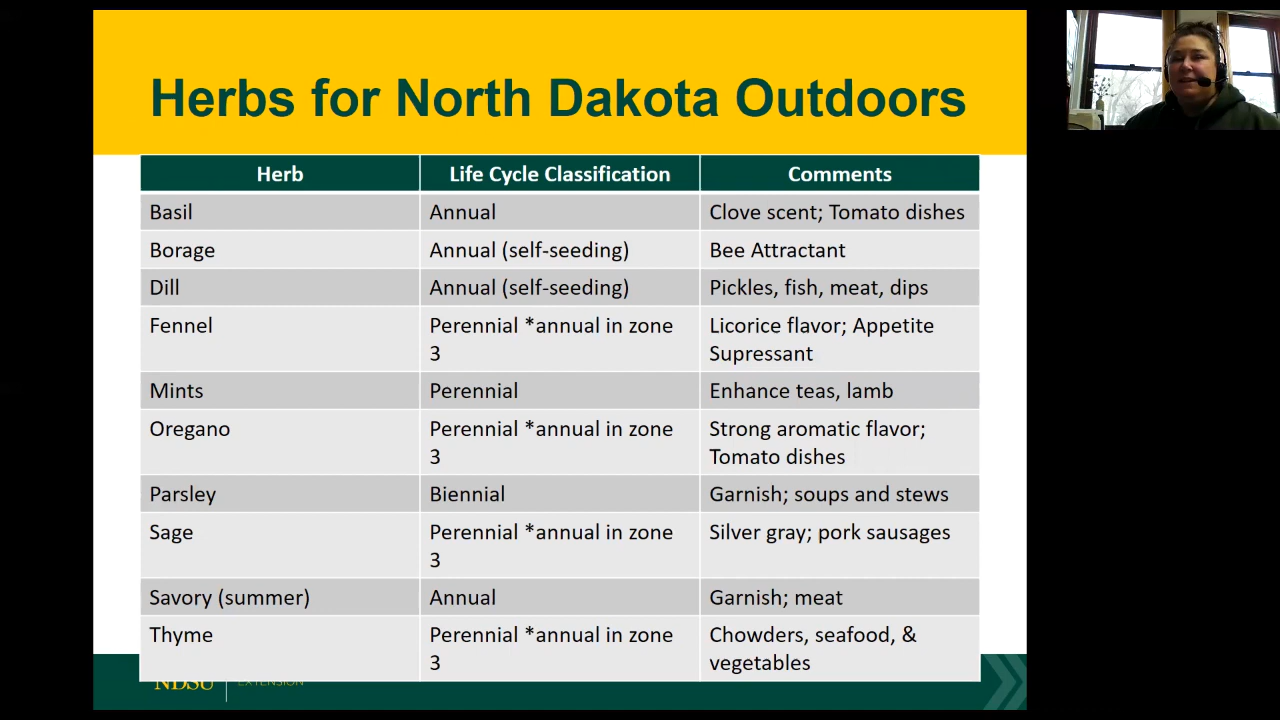 Herbs for North Dakota Outdoors
Herb Life Cycle Classification Comments
Basil Annual Clove scent; Tomato dishes
Borage Annual (self-seeding) Bee Attractant
Dill Annual (self-seeding) Pickles, fish, meat, dips
Fennel Perennial *annual in zone 3 Licorice flavor; Appetite Supressant
Mints Perennial Enhance teas, lamb
Oregano Perennial *annual in zone 3 Strong aromatic flavor; Tomato dishes
Parsley Biennial Garnish; soups and stews
Sage Perennial *annual in zone 3 Silver gray; pork sausages
Savory (summer) Annual Garnish; meat
Thyme Perennial *annual in zone 3 Chowders, seafood, & vegetables
NDSU EXTENSION